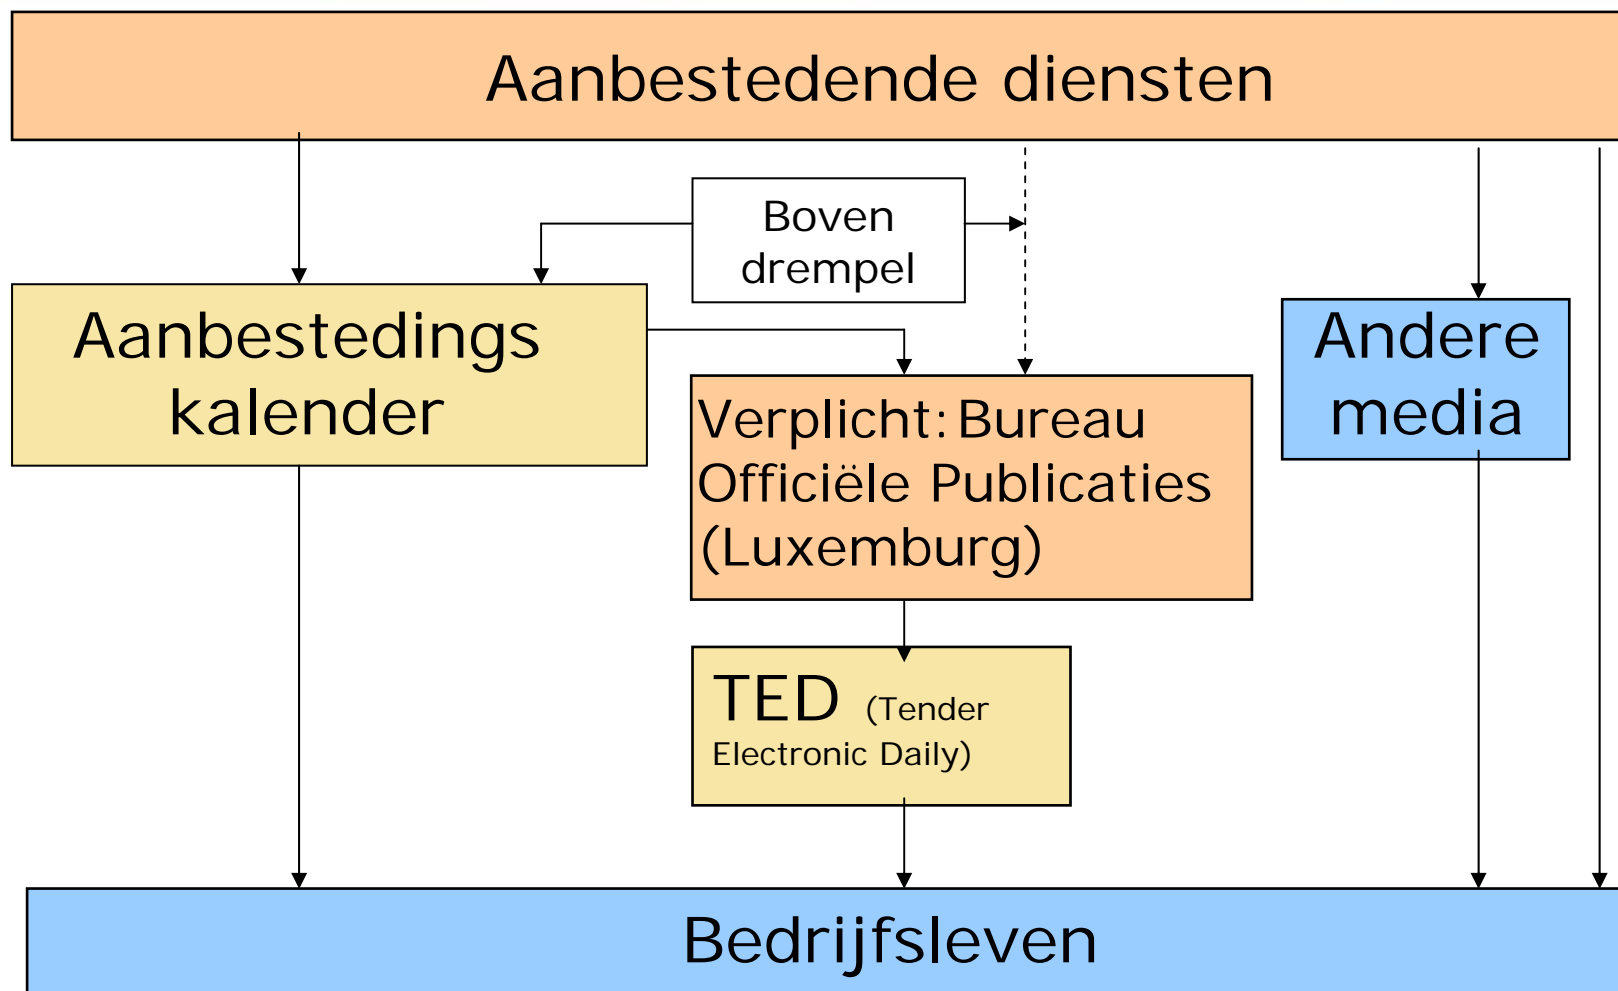 Aanbestedende diensten
Boven
drempel
Aanbestedings
kalender
Andere
media
Verplicht: Bureau
Officiële Publicaties
(Luxemburg)
TED (Tender
Electronic Daily)
Bedrijfsleven